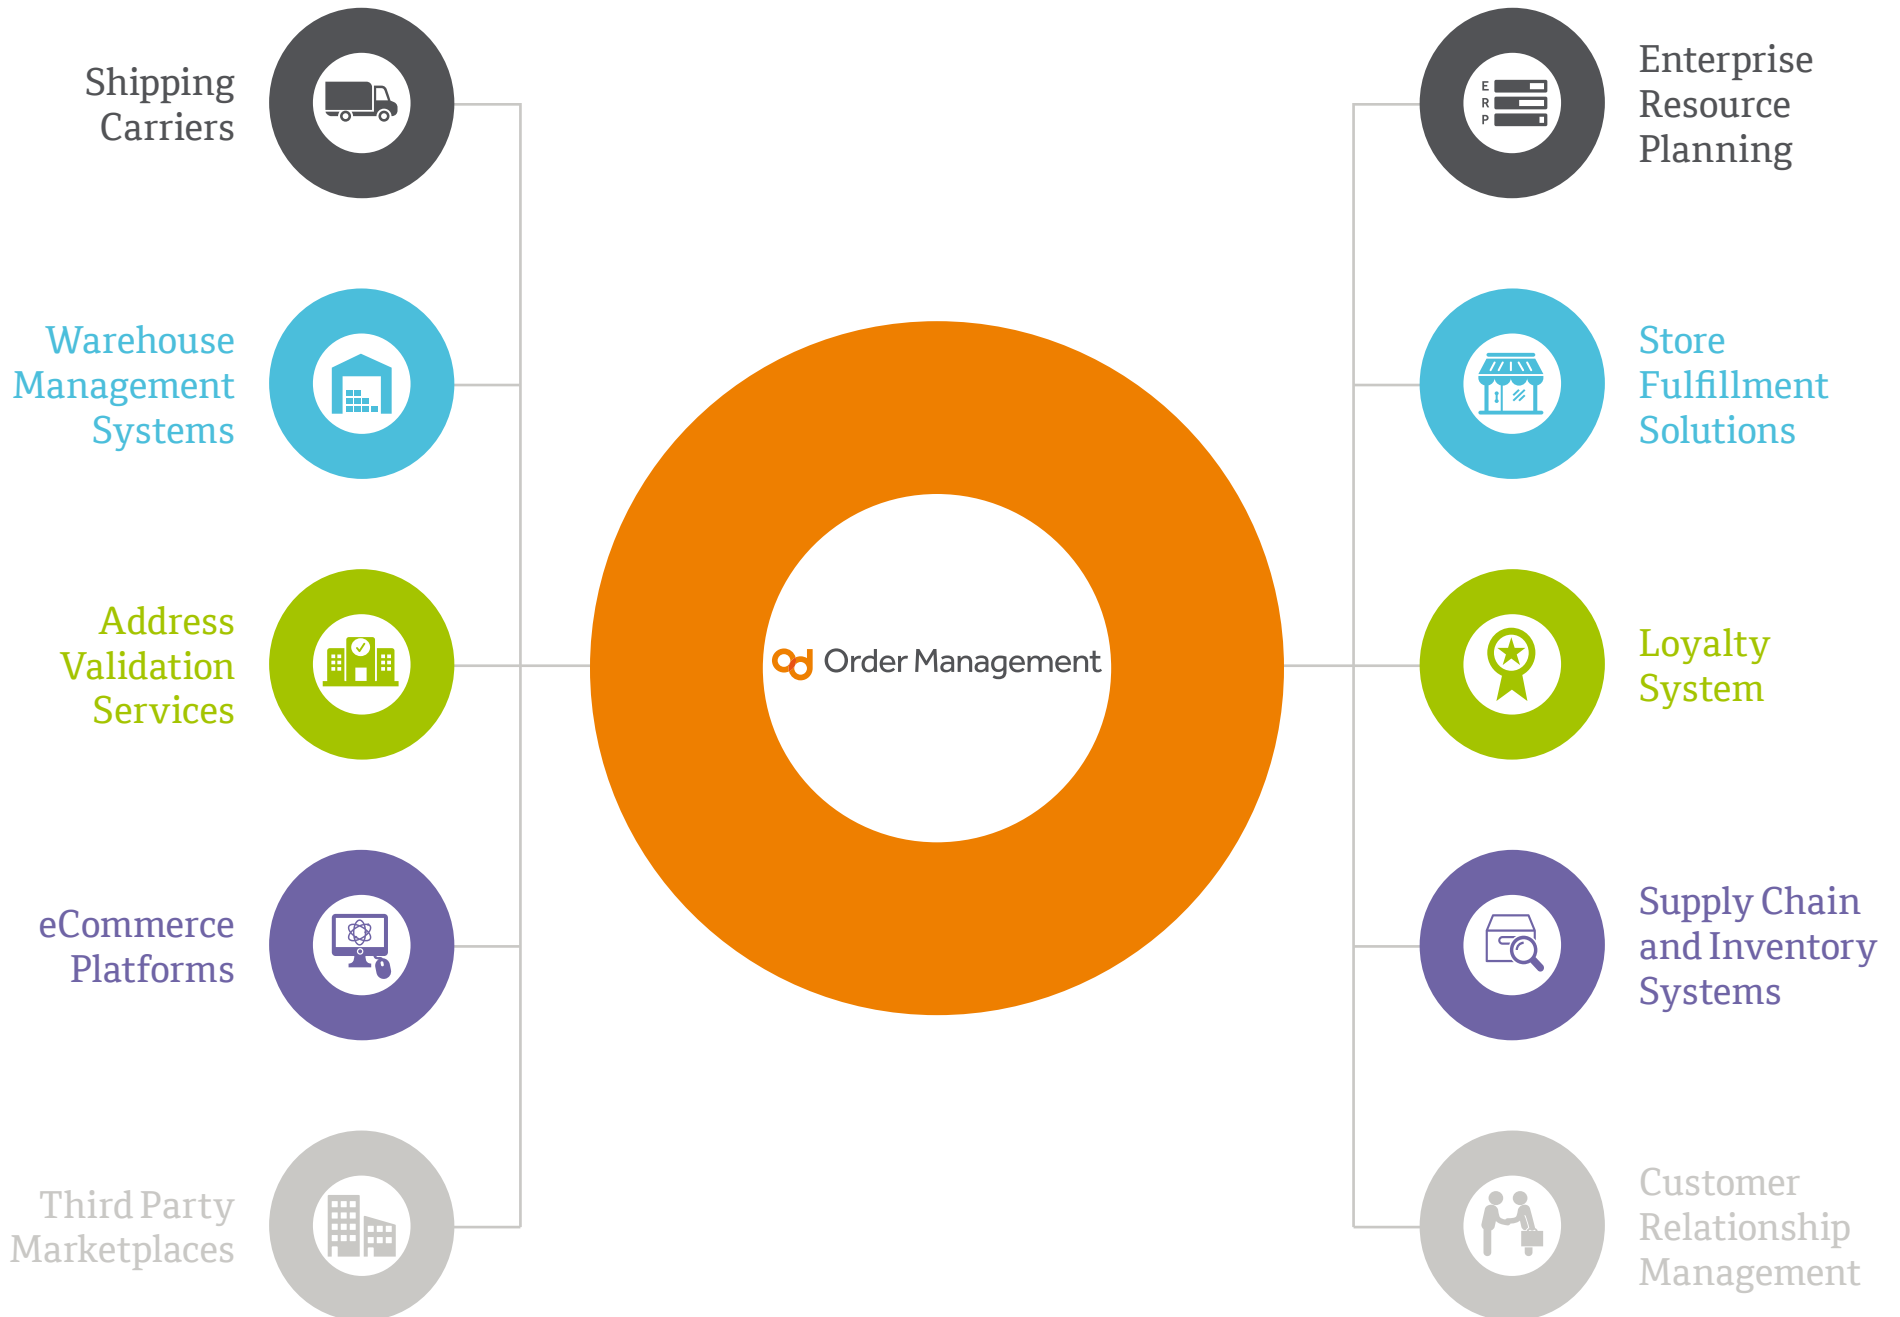 Shipping
Carriers
Warehouse
Management
Systems
Address
Validation
Services
eCommerce
Platforms
Third Party
Marketplaces
od Order Management
E
R
P
Enterprise
Resource
Planning
Store
Fulfillment
Solutions
Loyalty
System
Supply Chain
and Inventory
Systems
Customer
Relationship
Management